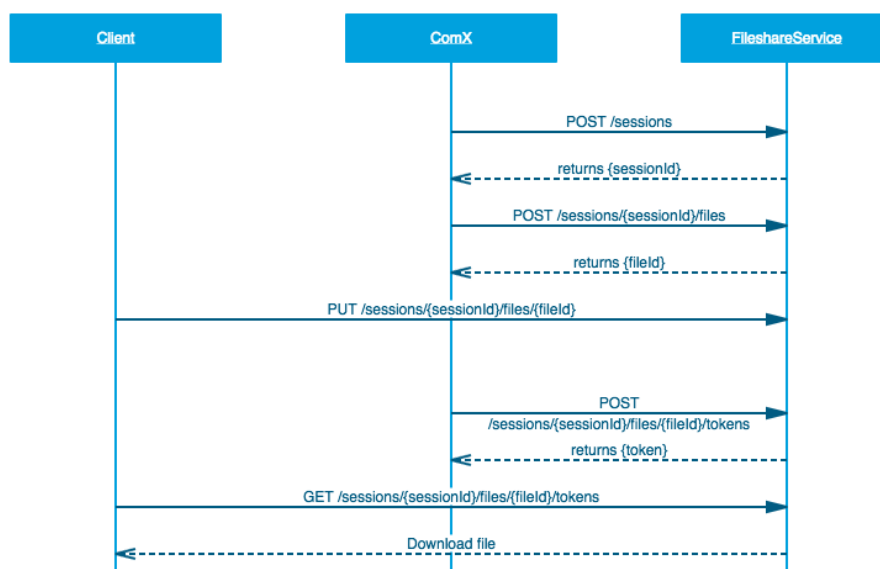 Client
ComX
FileshareService
POST /sessions
returns {sessionId}
POST /sessions/{sessionId}/files
returns {fileId}
PUT /sessions/{sessionId}/files/{fileId}
POST
/sessions/{sessionId}/files/{fileId}/tokens
returns {token}
GET /sessions/{sessionId}/files/{fileId}/tokens
Download file